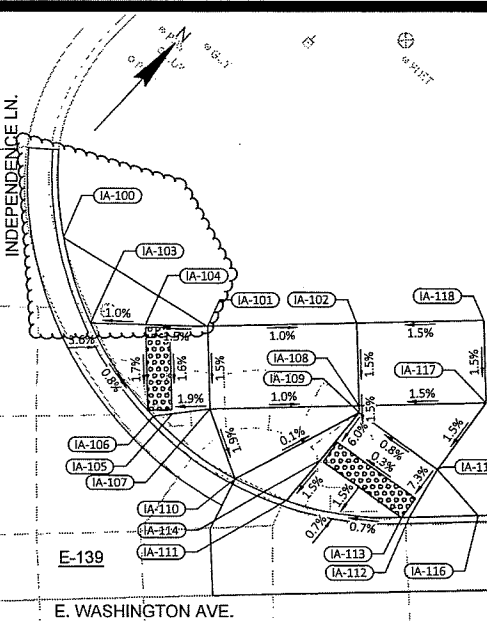 N
INDEPENDENCE LN.
IA-100
IA-103
IA-104
IA-101
IA-102
IA-118
1.0%
1.0%
1.5%
3.6%
0.8%
1.7%
1.6%
1.5%
IA-108
1.5%
IA-117
1.5%
IA-109
1.9%
1.0%
1.5%
1.5%
1.5%
IA-106
1.9%
0.1%
6.0%
0.8%
IA-105
0.3%
IA-107
7.3%
IA-110
1.5%
1.5%
IA-114
0.7%
0.7%
IA-111
E-139
IA-113
IA-112
IA-116
E. WASHINGTON AVE.